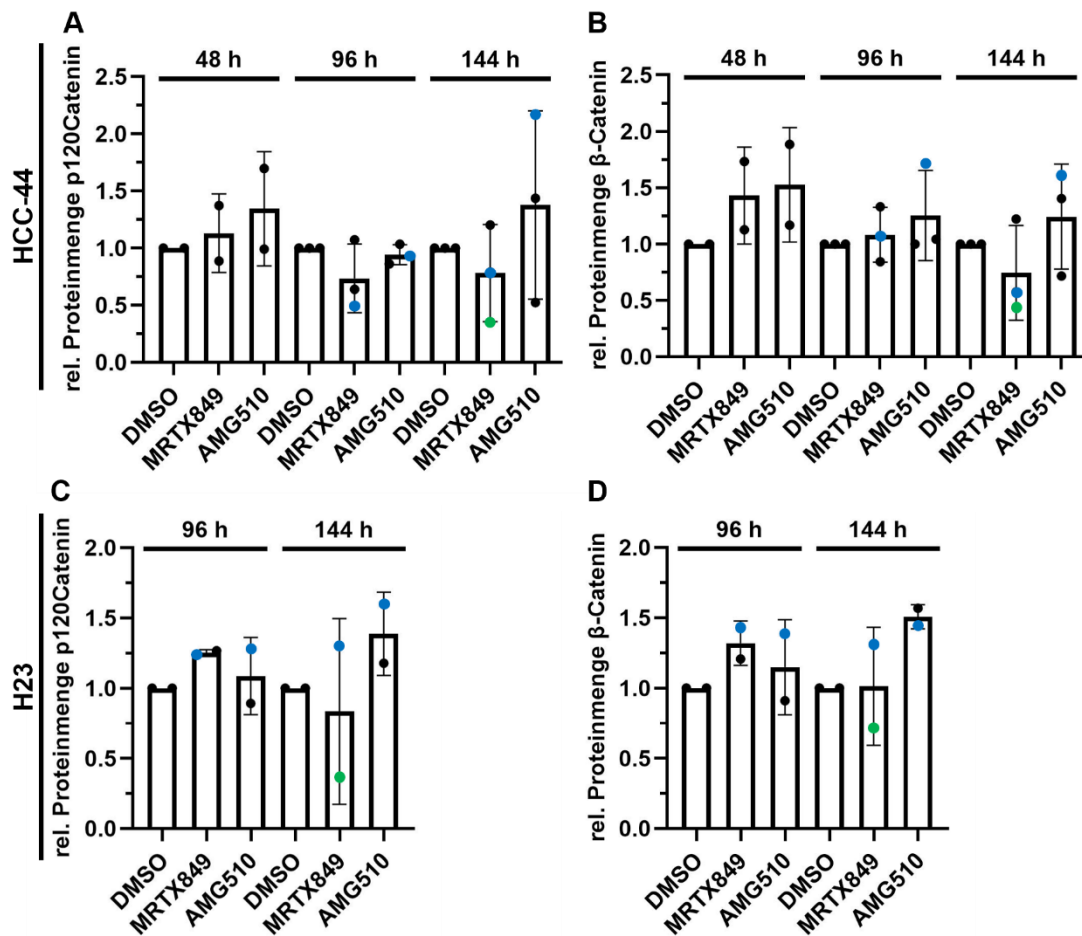 A
B
HCC-44
rel. Proteinmenge p120Catenin
48 h 96 h 144 h
2.5
2.0
1.5
1.0
0.5
0.0
DMSO
MRTX849
AMG510
DMSO
MRTX849
AMG510
DMSO
MRTX849
AMG510
rel. Proteinmenge β-Catenin
48 h 96 h 144 h
2.5
2.0
1.5
1.0
0.5
0.0
DMSO
MRTX849
AMG510
DMSO
MRTX849
AMG510
DMSO
MRTX849
AMG510
C
D
H23
rel. Proteinmenge p120Catenin
96 h 144 h
2.0
1.5
1.0
0.5
0.0
DMSO
MRTX849
AMG510
DMSO
MRTX849
AMG510
rel. Proteinmenge β-Catenin
96 h 144 h
2.0
1.5
1.0
0.5
0.0
DMSO
MRTX849
AMG510
DMSO
MRTX849
AMG510